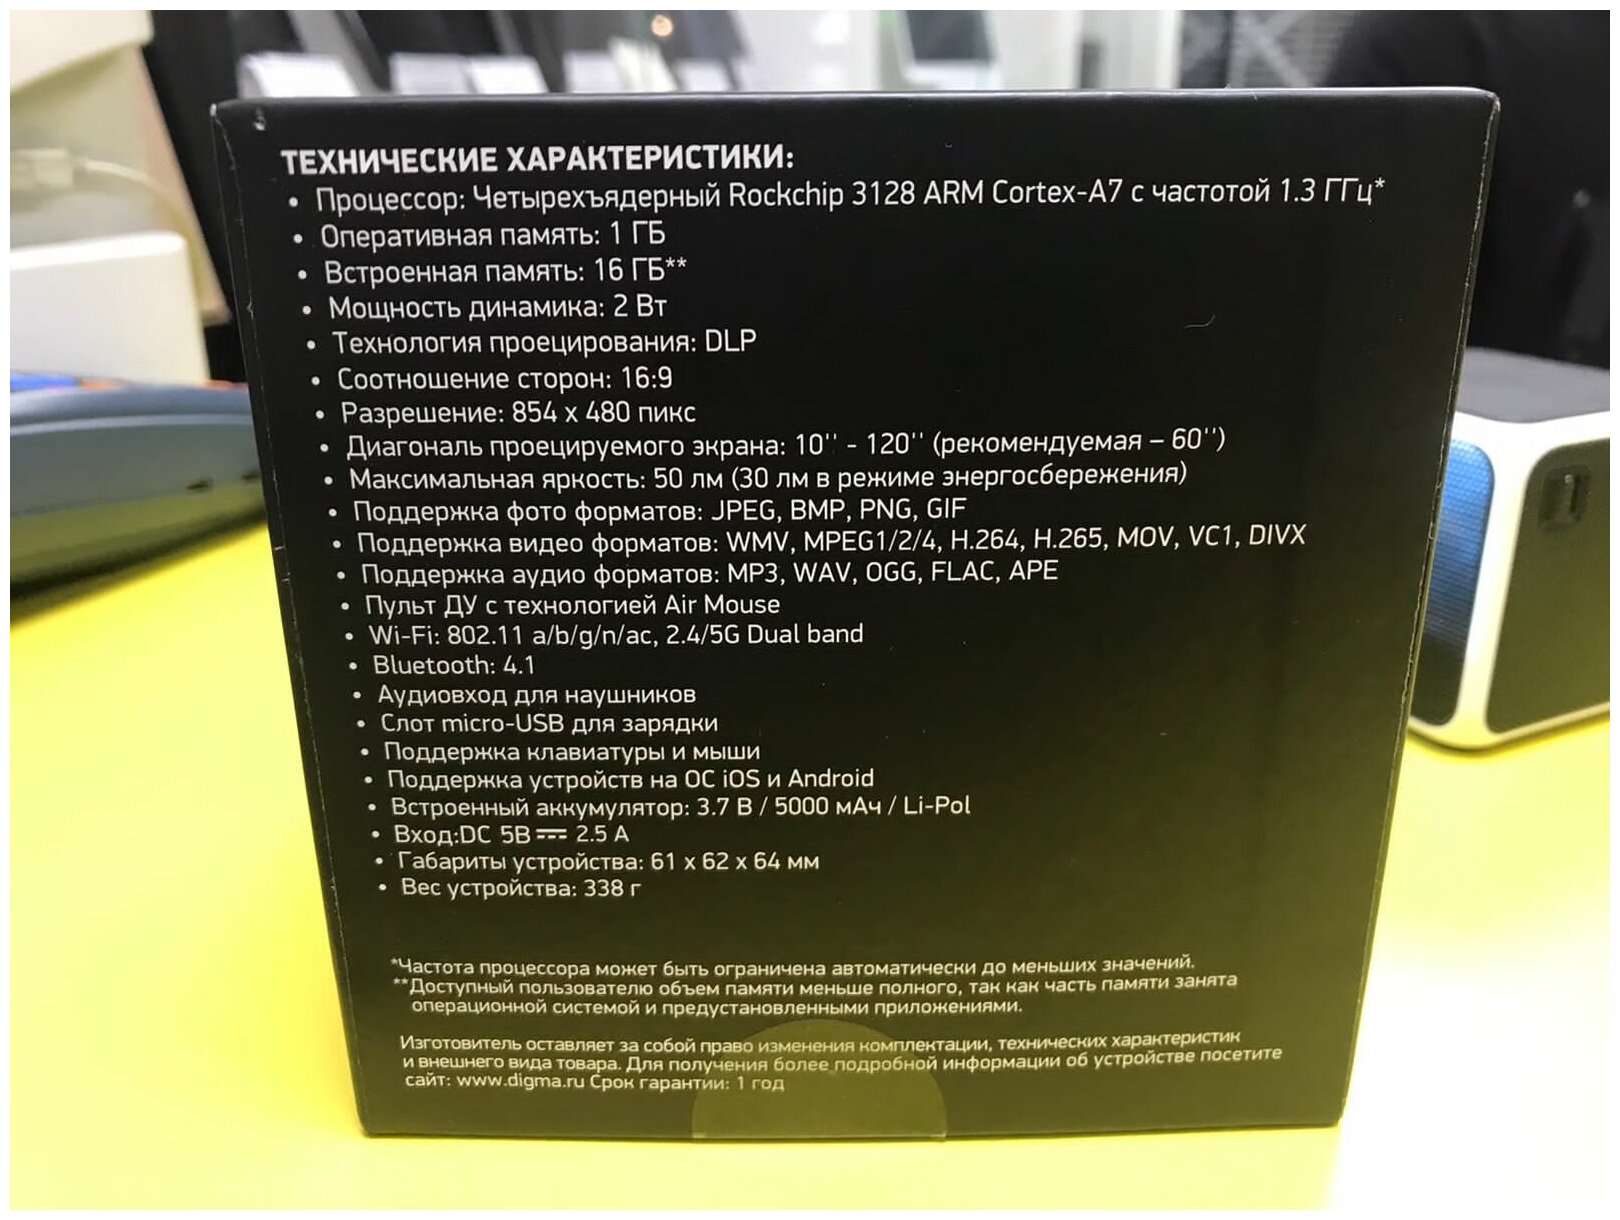 ТЕХНИЧЕСКИЕ ХАРАКТЕРИСТИКИ:
• Процессор: Четырехъядерный Rockchip 3128 ARM Cortex-A7 с частотой 1.3 ГГц*
• Оперативная память: 1 ГБ
• Встроенная память: 16 ГБ**
• Мощность динамика: 2 Вт
• Технология проецирования: DLP
• Соотношение сторон: 16:9
• Разрешение: 854 x 480 пикс
• Диагональ проецируемого экрана: 10'' - 120'' (рекомендуемая – 60'')
• Максимальная яркость: 50 лм (30 лм в режиме энергосбережения)
• Поддержка фото форматов: JPEG, BMP, PNG, GIF
• Поддержка видео форматов: WMV, MPEG1/2/4, H.264, H.265, MOV, VC1, DIVX
• Поддержка аудио форматов: MP3, WAV, OGG, FLAC, APE
• Пульт ДУ с технологией Air Mouse
• Wi-Fi: 802.11 a/b/g/n/ac, 2.4/5G Dual band
• Bluetooth: 4.1
• Аудиовход для наушников
• Слот micro-USB для зарядки
• Поддержка клавиатуры и мыши
• Поддержка устройств на ОС iOS и Android
• Встроенный аккумулятор: 3.7 В / 5000 мАч / Li-Pol
• Вход:DC 5В ⎓ 2.5 А
• Габариты устройства: 61 x 62 x 64 мм
• Вес устройства: 338 г
*Частота процессора может быть ограничена автоматически до меньших значений.
**Доступный пользователю объем памяти меньше полного, так как часть памяти занята
операционной системой и предустановленными приложениями.
Изготовитель оставляет за собой право изменения комплектации, технических характеристик
и внешнего вида товара. Для получения более подробной информации об устройстве посетите
сайт: www.digma.ru Срок гарантии: 1 год